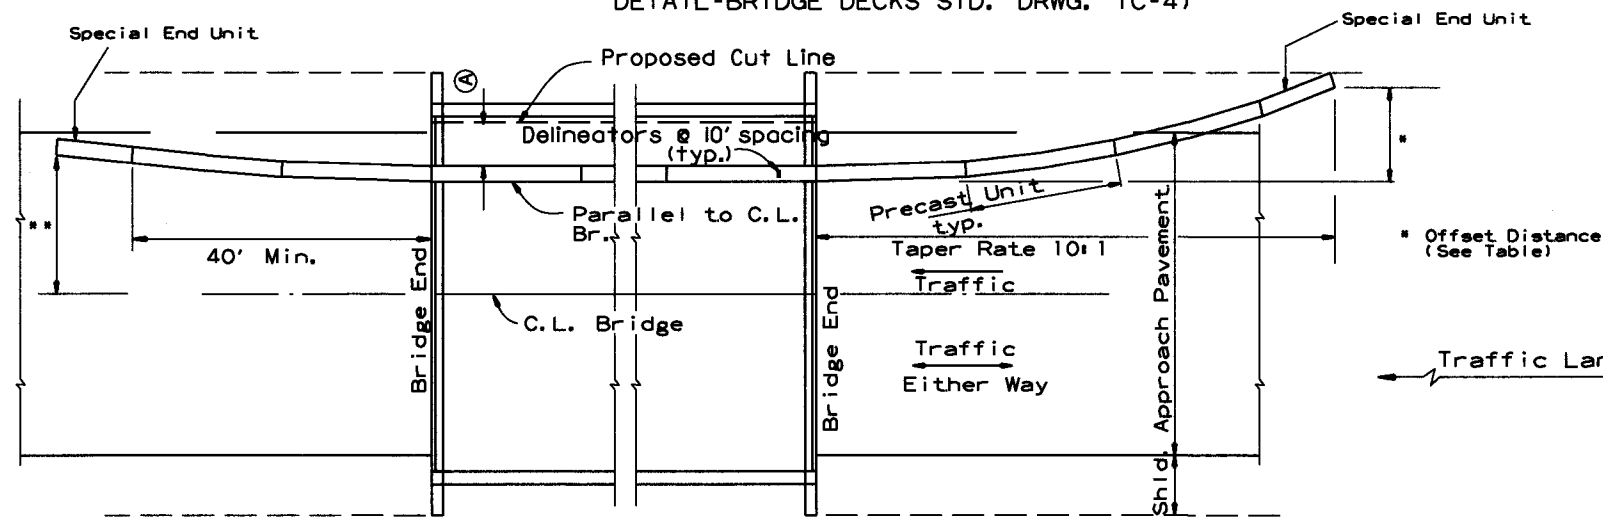 DETAIL-BRIDGE DECKS STD. DRWG. TC-4)
Special End Unit
Special End Unit
A
Proposed Cut Line
Delineators @ 10' spacing
(typ.)
*
**
Precast Unit
typ.
Parallel to C.L.
Br.
40' Min.
Taper Rate 10:1
* Offset Distance
(See Table)
Traffic
Bridge End
C.L. Bridge
Bridge End
Traffic
Either Way
Approach Pavement
Shld.
Traffic Lan